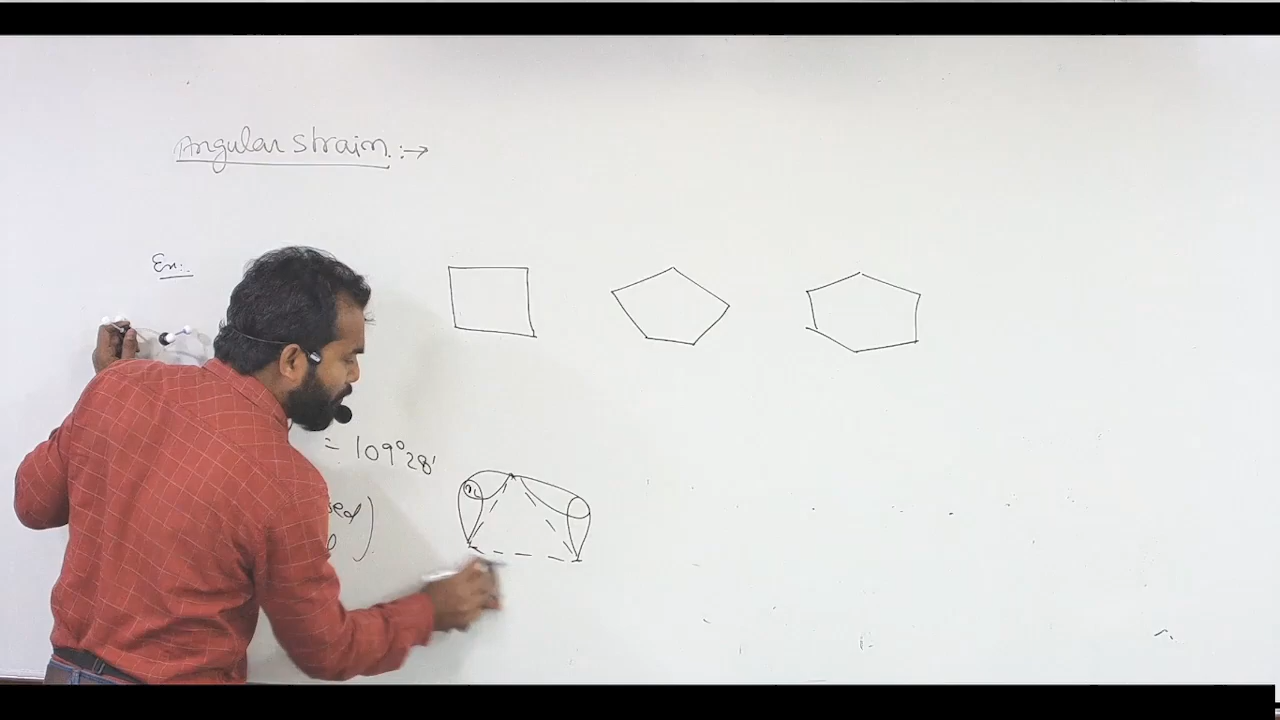 Angular Strain :→
Ex:-
= 109°28'